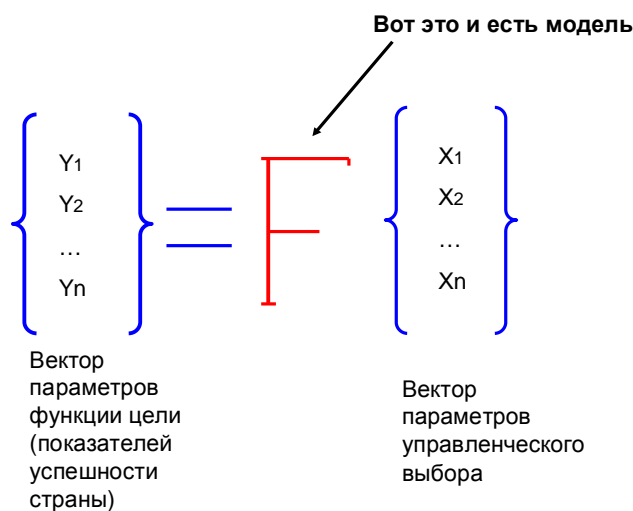 Вот это и есть модель
Y1
Y2
…
Yn
=
F
X1
X2
…
Xn
Вектор
параметров
функции цели
(показателей
успешности
страны)
Вектор
параметров
управленческого
выбора